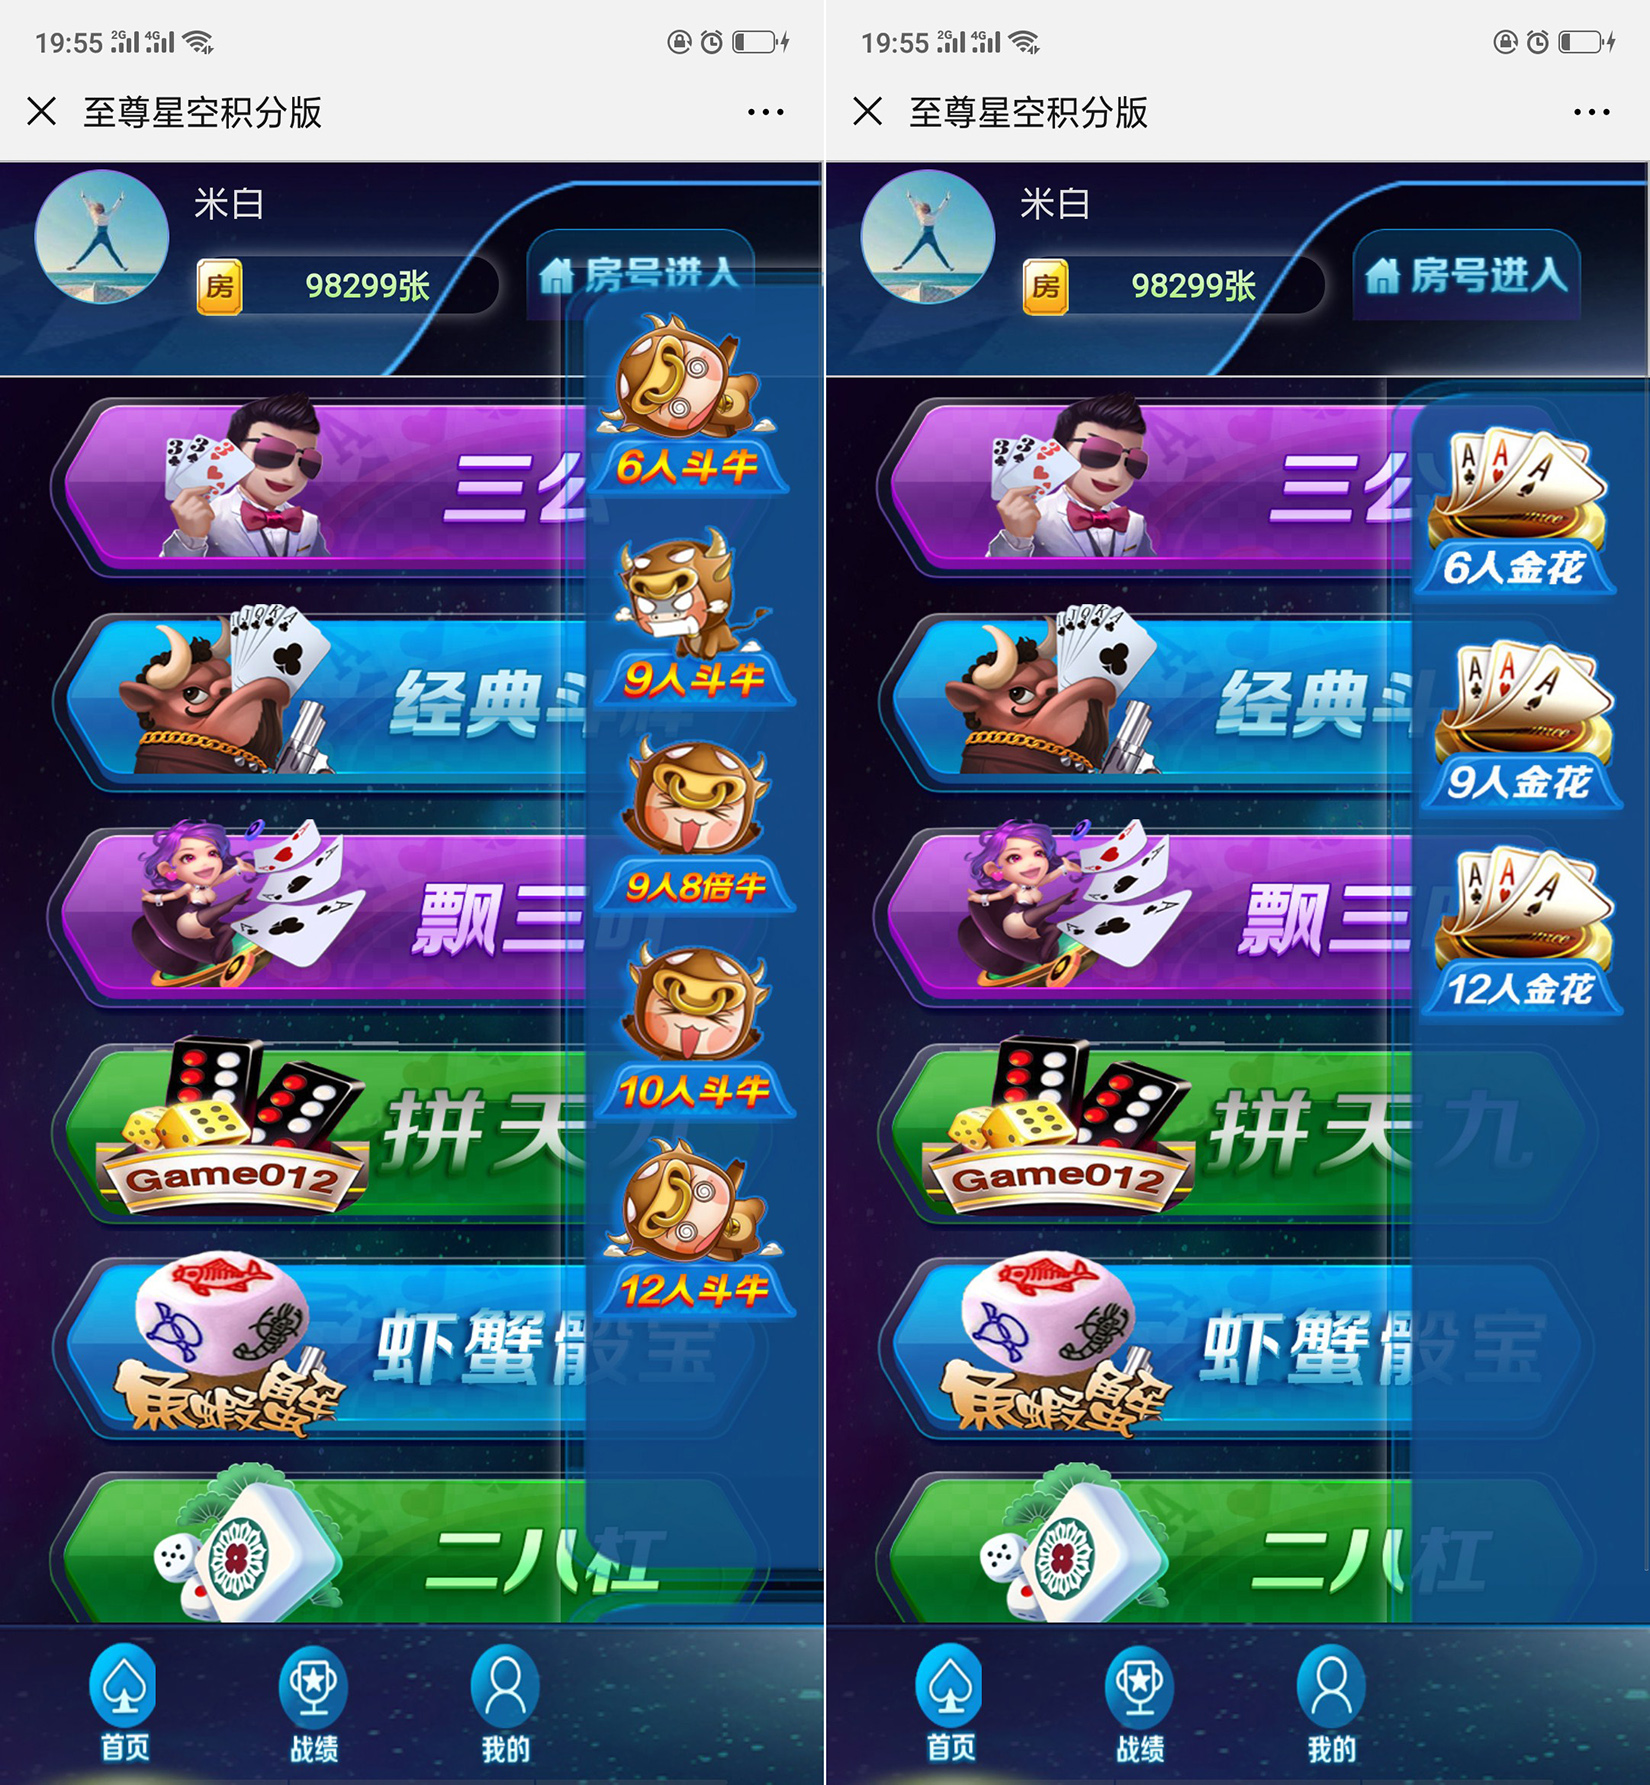 19:55 2G 4G
至尊星空积分版
米白
房 98299张
房号进入
6人斗牛
三公
9人斗牛
经典斗牌
9人8倍牛
飘三叶
10人斗牛
拼天九
Game012
12人斗牛
虾蟹骰宝
魚蝦蟹
二八杠
首页 战绩 我的
19:55 2G 4G
至尊星空积分版
米白
房 98299张
房号进入
三公
6人金花
经典斗
9人金花
飘三
12人金花
拼天九
Game012
虾蟹骰宝
魚蝦蟹
二八杠
首页 战绩 我的